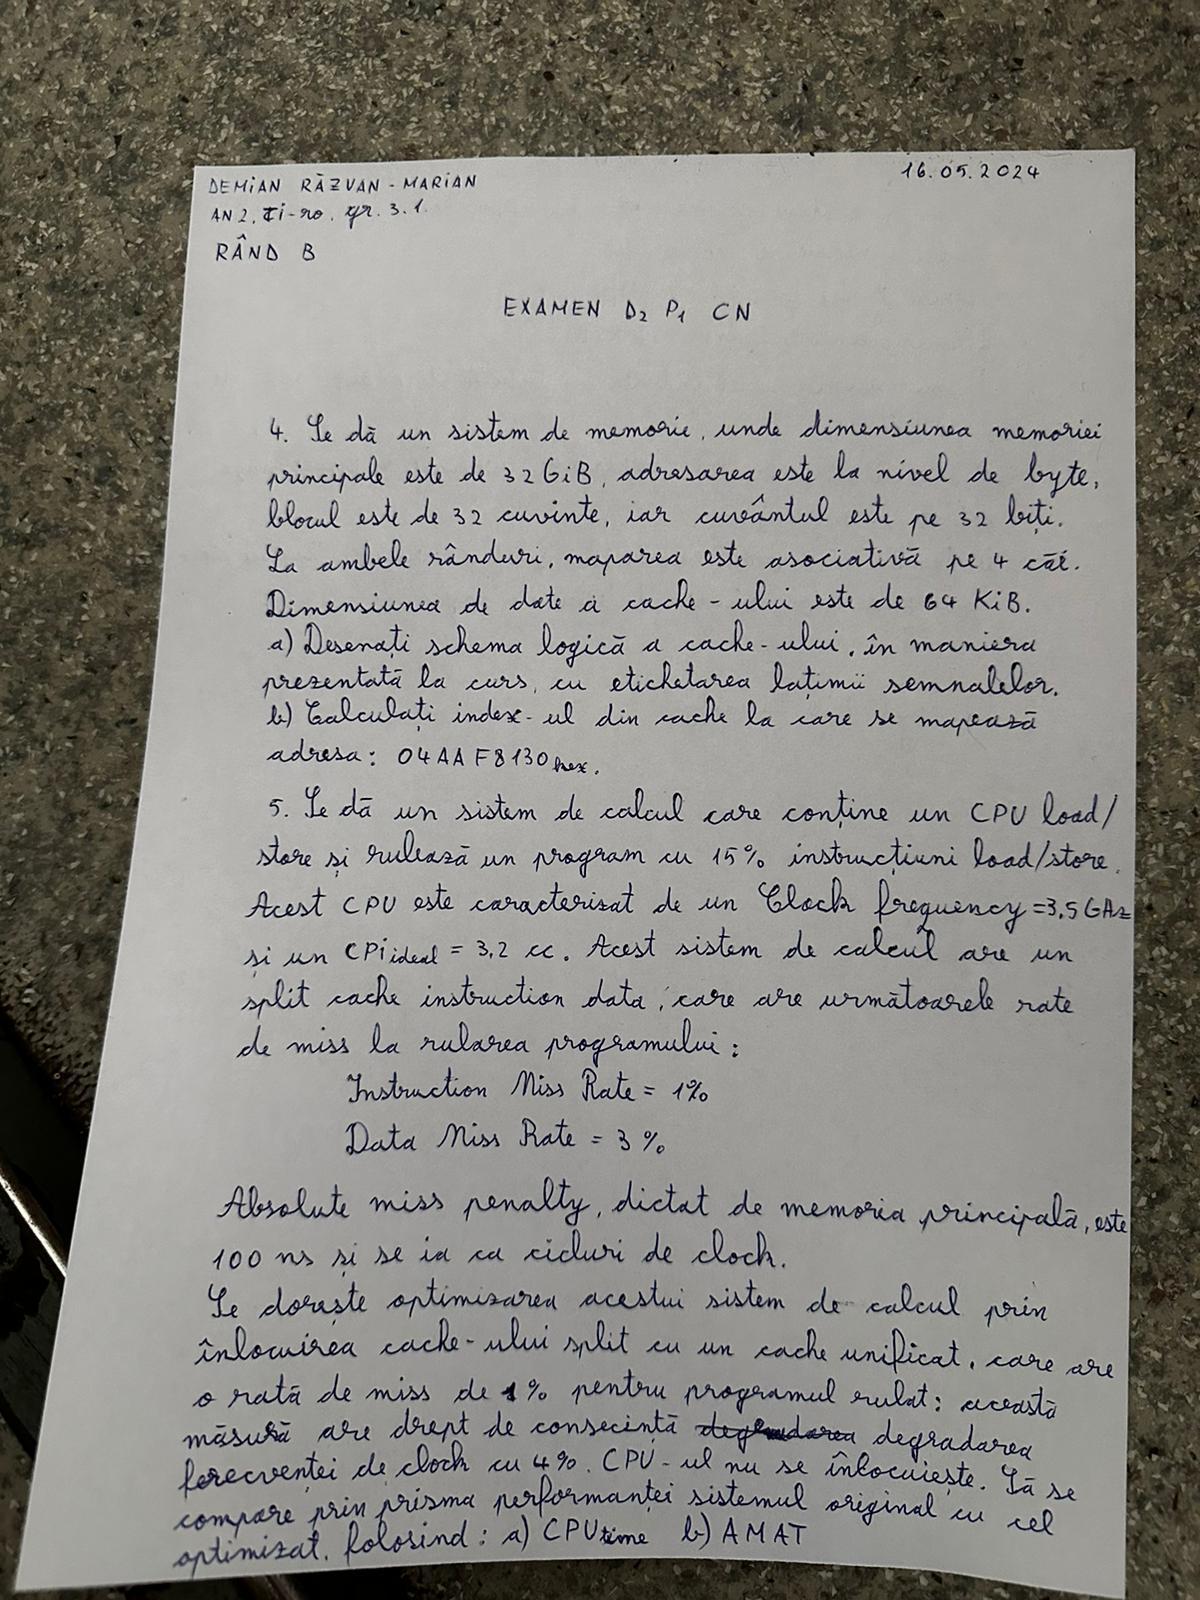 DEMIAN RĂZVAN-MARIAN
16.05.2024
AN 2, TI-ro, gr. 3.1.
RÂND B
EXAMEN D2 P1 CN
4. Se dă un sistem de memorie, unde dimensiunea memoriei
principale este de 32 GiB, adresarea este la nivel de byte,
blocul este de 32 cuvinte, iar cuvântul este pe 32 biți.
La ambele rânduri, maparea este asociativă pe 4 căi.
Dimensiunea de date a cache-ului este de 64 KiB.
a) Desenați schema logică a cache-ului, în maniera
prezentată la curs, cu etichetarea lațimii semnalelor.
b) Calculați index-ul din cache la care se mapează
adresa: 04AAF8130hex.
5. Se dă un sistem de calcul care conține un CPU load/
store și rulează un program cu 15% instrucțiuni load/store.
Acest CPU este caracterizat de un Clock frequency = 3,5 GHz
și un CPIideal = 3,2 cc. Acest sistem de calcul are un
split cache instruction data, care are următoarele rate
de miss la rularea programului:
Instruction Miss Rate = 1%
Data Miss Rate = 3%
Absolute miss penalty, dictat de memoria principală, este
100 ns și se ia ca cicluri de clock.
Se dorește optimizarea acestui sistem de calcul prin
înlocuirea cache-ului split cu un cache unificat, care are
o rată de miss de 1% pentru programul rulat; această
măsură are drept de consecință degradarea degradarea
frecvenței de clock cu 4%. CPU-ul nu se înlocuiește. Să se
compare prin prisma performanței sistemul original cu cel
optimizat, folosind: a) CPUtime b) AMAT